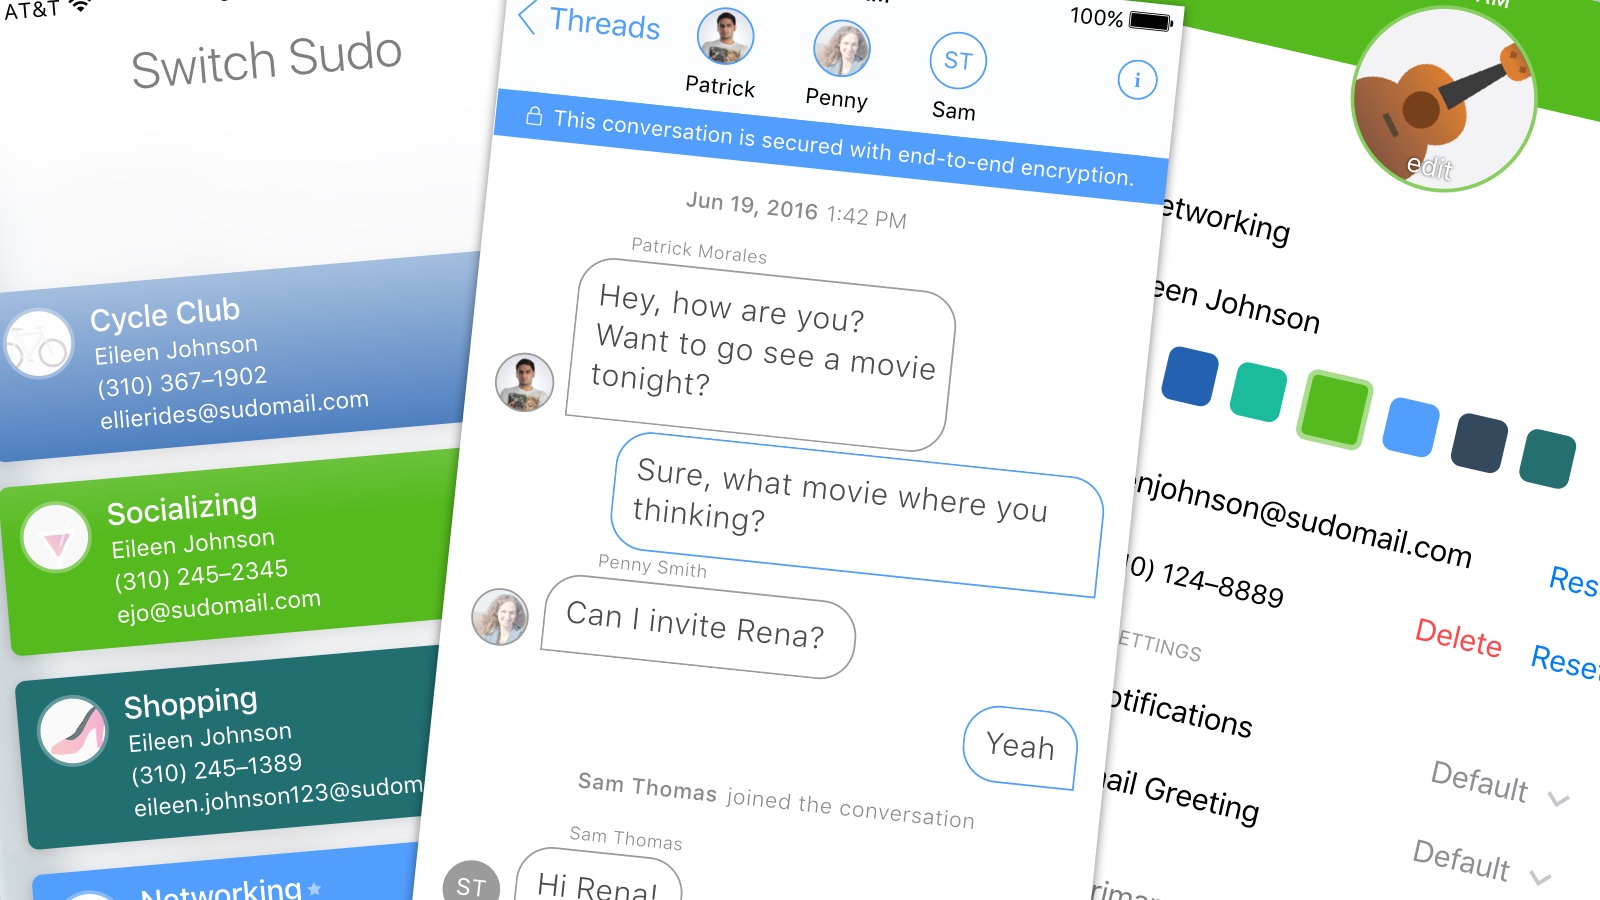 AT&T
Switch Sudo
Cycle Club
Eileen Johnson
(310) 367–1902
ellierides@sudomail.com
Socializing
Eileen Johnson
(310) 245–2345
ejo@sudomail.com
Shopping
Eileen Johnson
(310) 245–1389
eileen.johnson123@sudom
Networking
100%
Threads
Patrick
Penny
ST
Sam
i
This conversation is secured with end-to-end encryption.
Jun 19, 2016 1:42 PM
Patrick Morales
Hey, how are you?
Want to go see a movie
tonight?
Sure, what movie where you
thinking?
Penny Smith
Can I invite Rena?
Yeah
Sam Thomas joined the conversation
Sam Thomas
ST
Hi Rena!
AM
edit
etworking
een Johnson
enjohnson@sudomail.com
Res
10) 124–8889
Delete
Reset
ETTINGS
otifications
Default
ail Greeting
Default
rimar